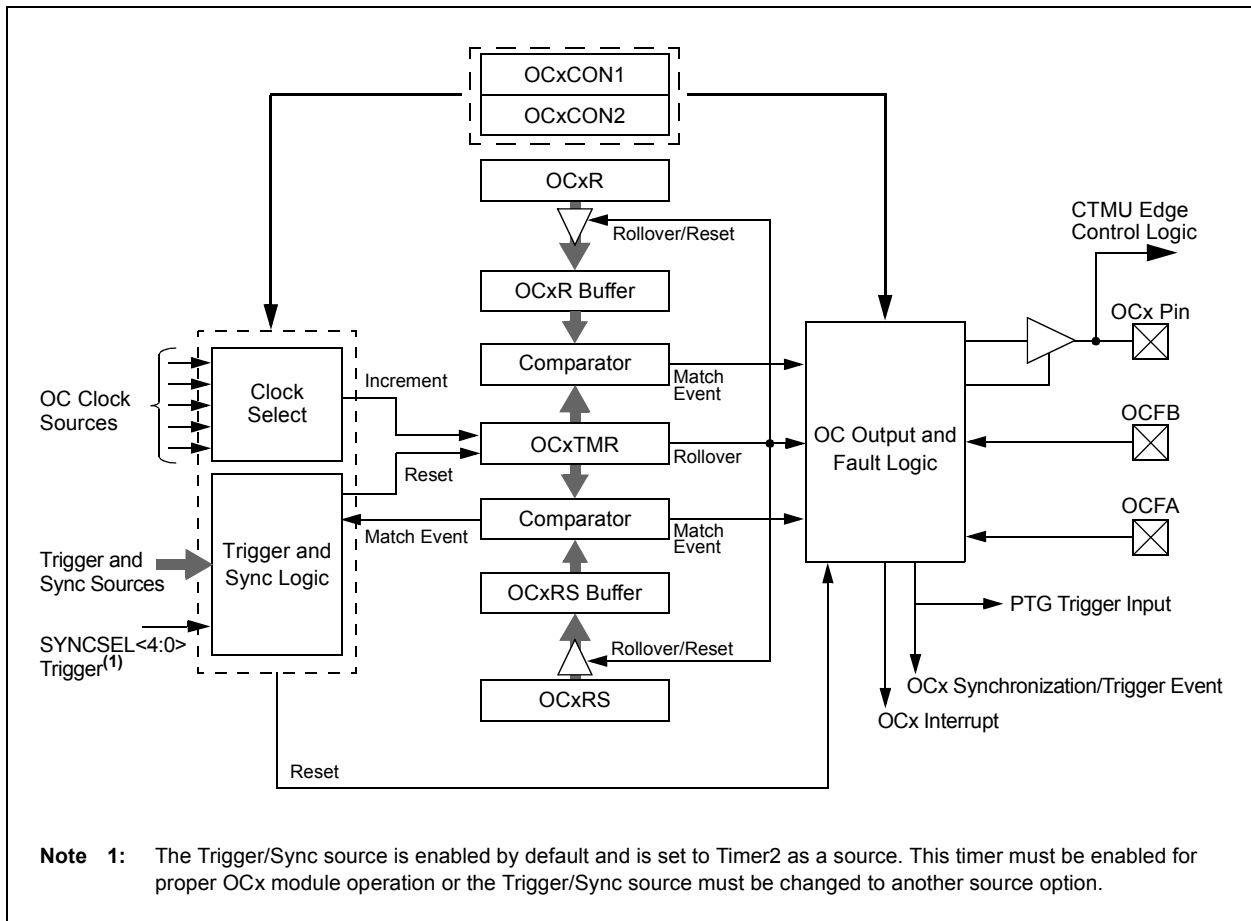 OCxCON1
OCxCON2
OCxR
Rollover/Reset
CTMU Edge
Control Logic
OCxR Buffer
OCx Pin
Comparator
Match
Event
OC Clock
Sources
Clock
Select
Increment
OCxTMR
Rollover
Reset
OC Output and
Fault Logic
OCFB
OCFA
Comparator
Match Event
Match
Event
Trigger and
Sync Sources
Trigger and
Sync Logic
OCxRS Buffer
PTG Trigger Input
SYNCSEL<4:0>
Trigger(1)
Rollover/Reset
OCxRS
OCx Synchronization/Trigger Event
OCx Interrupt
Reset
Note 1: The Trigger/Sync source is enabled by default and is set to Timer2 as a source. This timer must be enabled for
proper OCx module operation or the Trigger/Sync source must be changed to another source option.